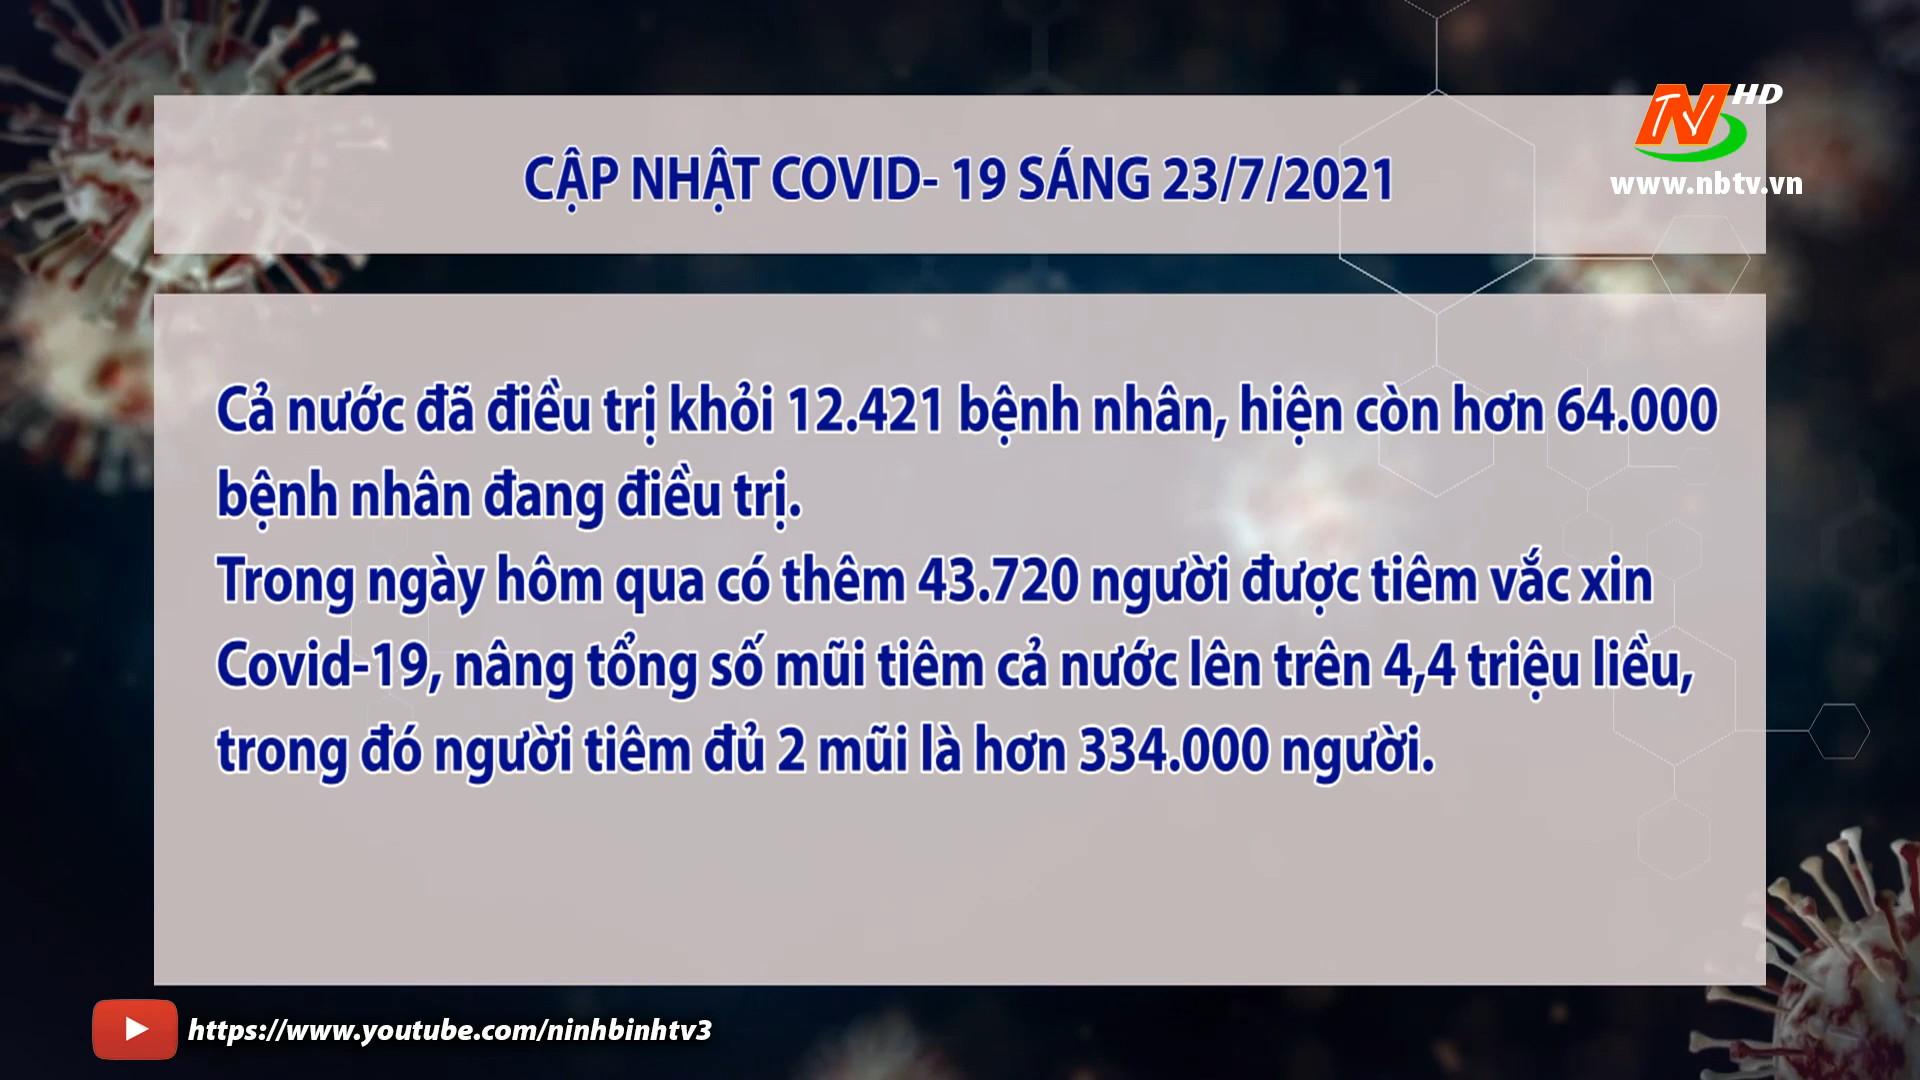 HD
NTV
www.nbtv.vn
CẬP NHẬT COVID- 19 SÁNG 23/7/2021
Cả nước đã điều trị khỏi 12.421 bệnh nhân, hiện còn hơn 64.000
bệnh nhân đang điều trị.
Trong ngày hôm qua có thêm 43.720 người được tiêm vắc xin
Covid-19, nâng tổng số mũi tiêm cả nước lên trên 4,4 triệu liều,
trong đó người tiêm đủ 2 mũi là hơn 334.000 người.
https://www.youtube.com/ninhbinhtv3